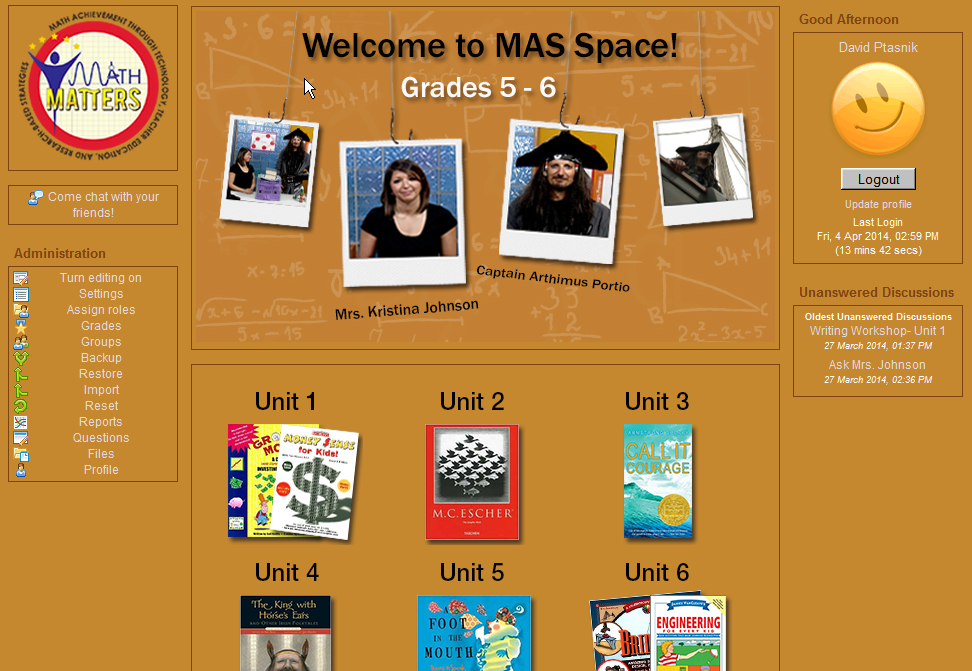 MATH ACHIEVEMENT THROUGH TECHNOLOGY, TEACHER EDUCATION, AND RESEARCH-BASED STRATEGIES
MATH
MATTERS
Come chat with your
friends!
Administration
Turn editing on
Settings
Assign roles
Grades
Groups
Backup
Restore
Import
Reset
Reports
Questions
Files
Profile
Welcome to MAS Space!
Grades 5 - 6
Mrs. Kristina Johnson
Captain Arthimus Portio
Unit 1
Unit 2
Unit 3
MONEY $ENSE
for Kids!
M.C. ESCHER
CALL IT
COURAGE
Unit 4
Unit 5
Unit 6
The King with
Horse's Ears
AND OTHER IRISH FOLKTALES
A
FOOT
IN THE
MOUTH
ENGINEERING
Good Afternoon
David Ptasnik
Logout
Update profile
Last Login
Fri, 4 Apr 2014, 02:59 PM
(13 mins 42 secs)
Unanswered Discussions
Oldest Unanswered Discussions
Writing Workshop- Unit 1
27 March 2014, 01:37 PM
Ask Mrs. Johnson
27 March 2014, 02:36 PM